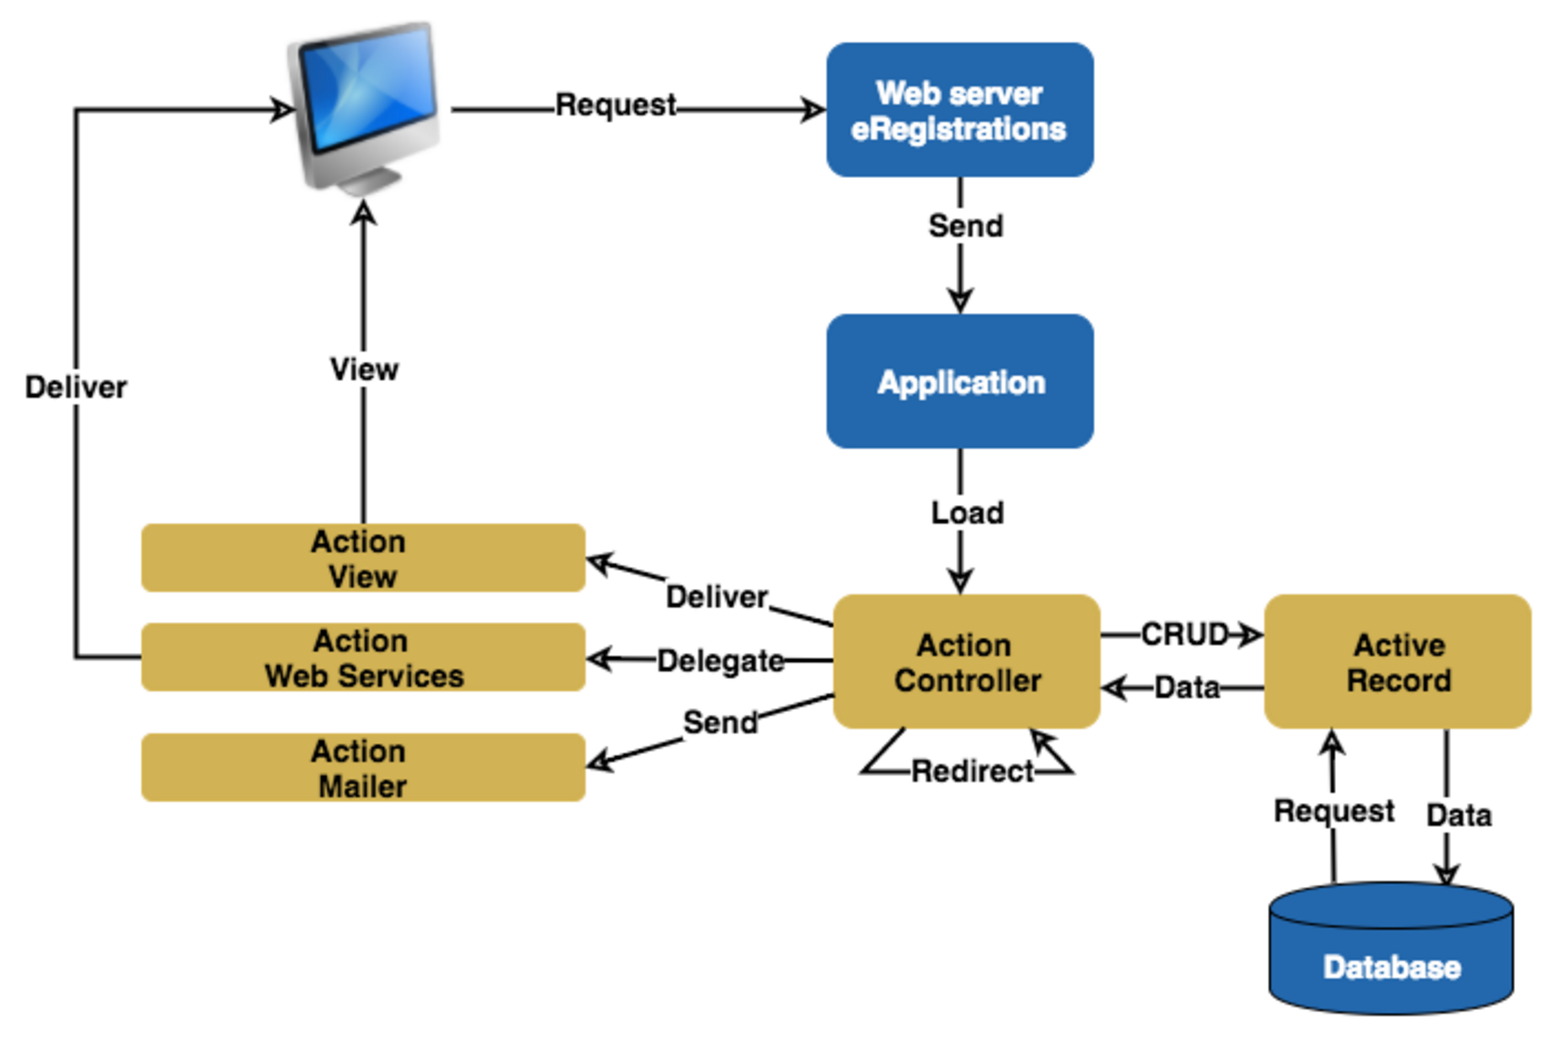 Request
Web server
eRegistrations
Send
Application
Load
Deliver
View
Action
View
Action
Web Services
Action
Mailer
Deliver
Delegate
Send
Action
Controller
Redirect
CRUD
Data
Active
Record
Request
Data
Database